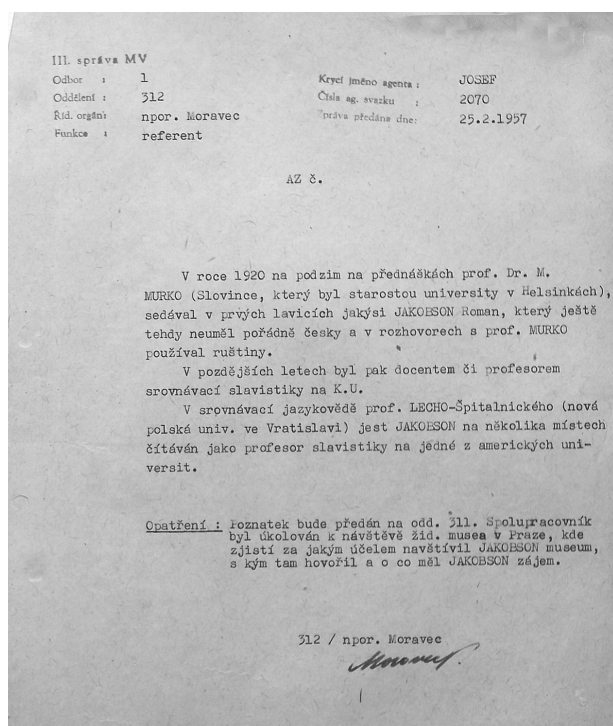 III. správa MV
Odbor : 1
Oddělení : 312
Říd. orgán: npor. Moravec
Funkce : referent
Krycí jméno agenta : JOSEF
Čísla ag. svazku : 2070
Zpráva předána dne: 25.2.1957
AZ č.
V roce 1920 na podzim na přednáškách prof. Dr. M.
MURKO (Slovince, který byl starostou university v Helsinkách),
sedával v prvých lavicích jakýsi JAKOBSON Roman, který ještě
tehdy neuměl pořádně česky a v rozhovorech s prof. MURKO
používal ruštiny.
V pozdějších letech byl pak docentem či profesorem
srovnávací slavistiky na K.U.
V srovnávací jazykovědě prof. LECHO-Špitalnického (nová
polská univ. ve Vratislavi) jest JAKOBSON na několika místech
čítáván jako profesor slavistiky na jedné z amerických uni-
versit.
Opatření : Poznatek bude předán na odd. 311. Spolupracovník
byl úkolován k návštěvě žid. musea v Praze, kde
zjistí za jakým účelem navštívil JAKOBSON museum,
s kým tam hovořil a o co měl JAKOBSON zájem.
312 / npor. Moravec
Moravec